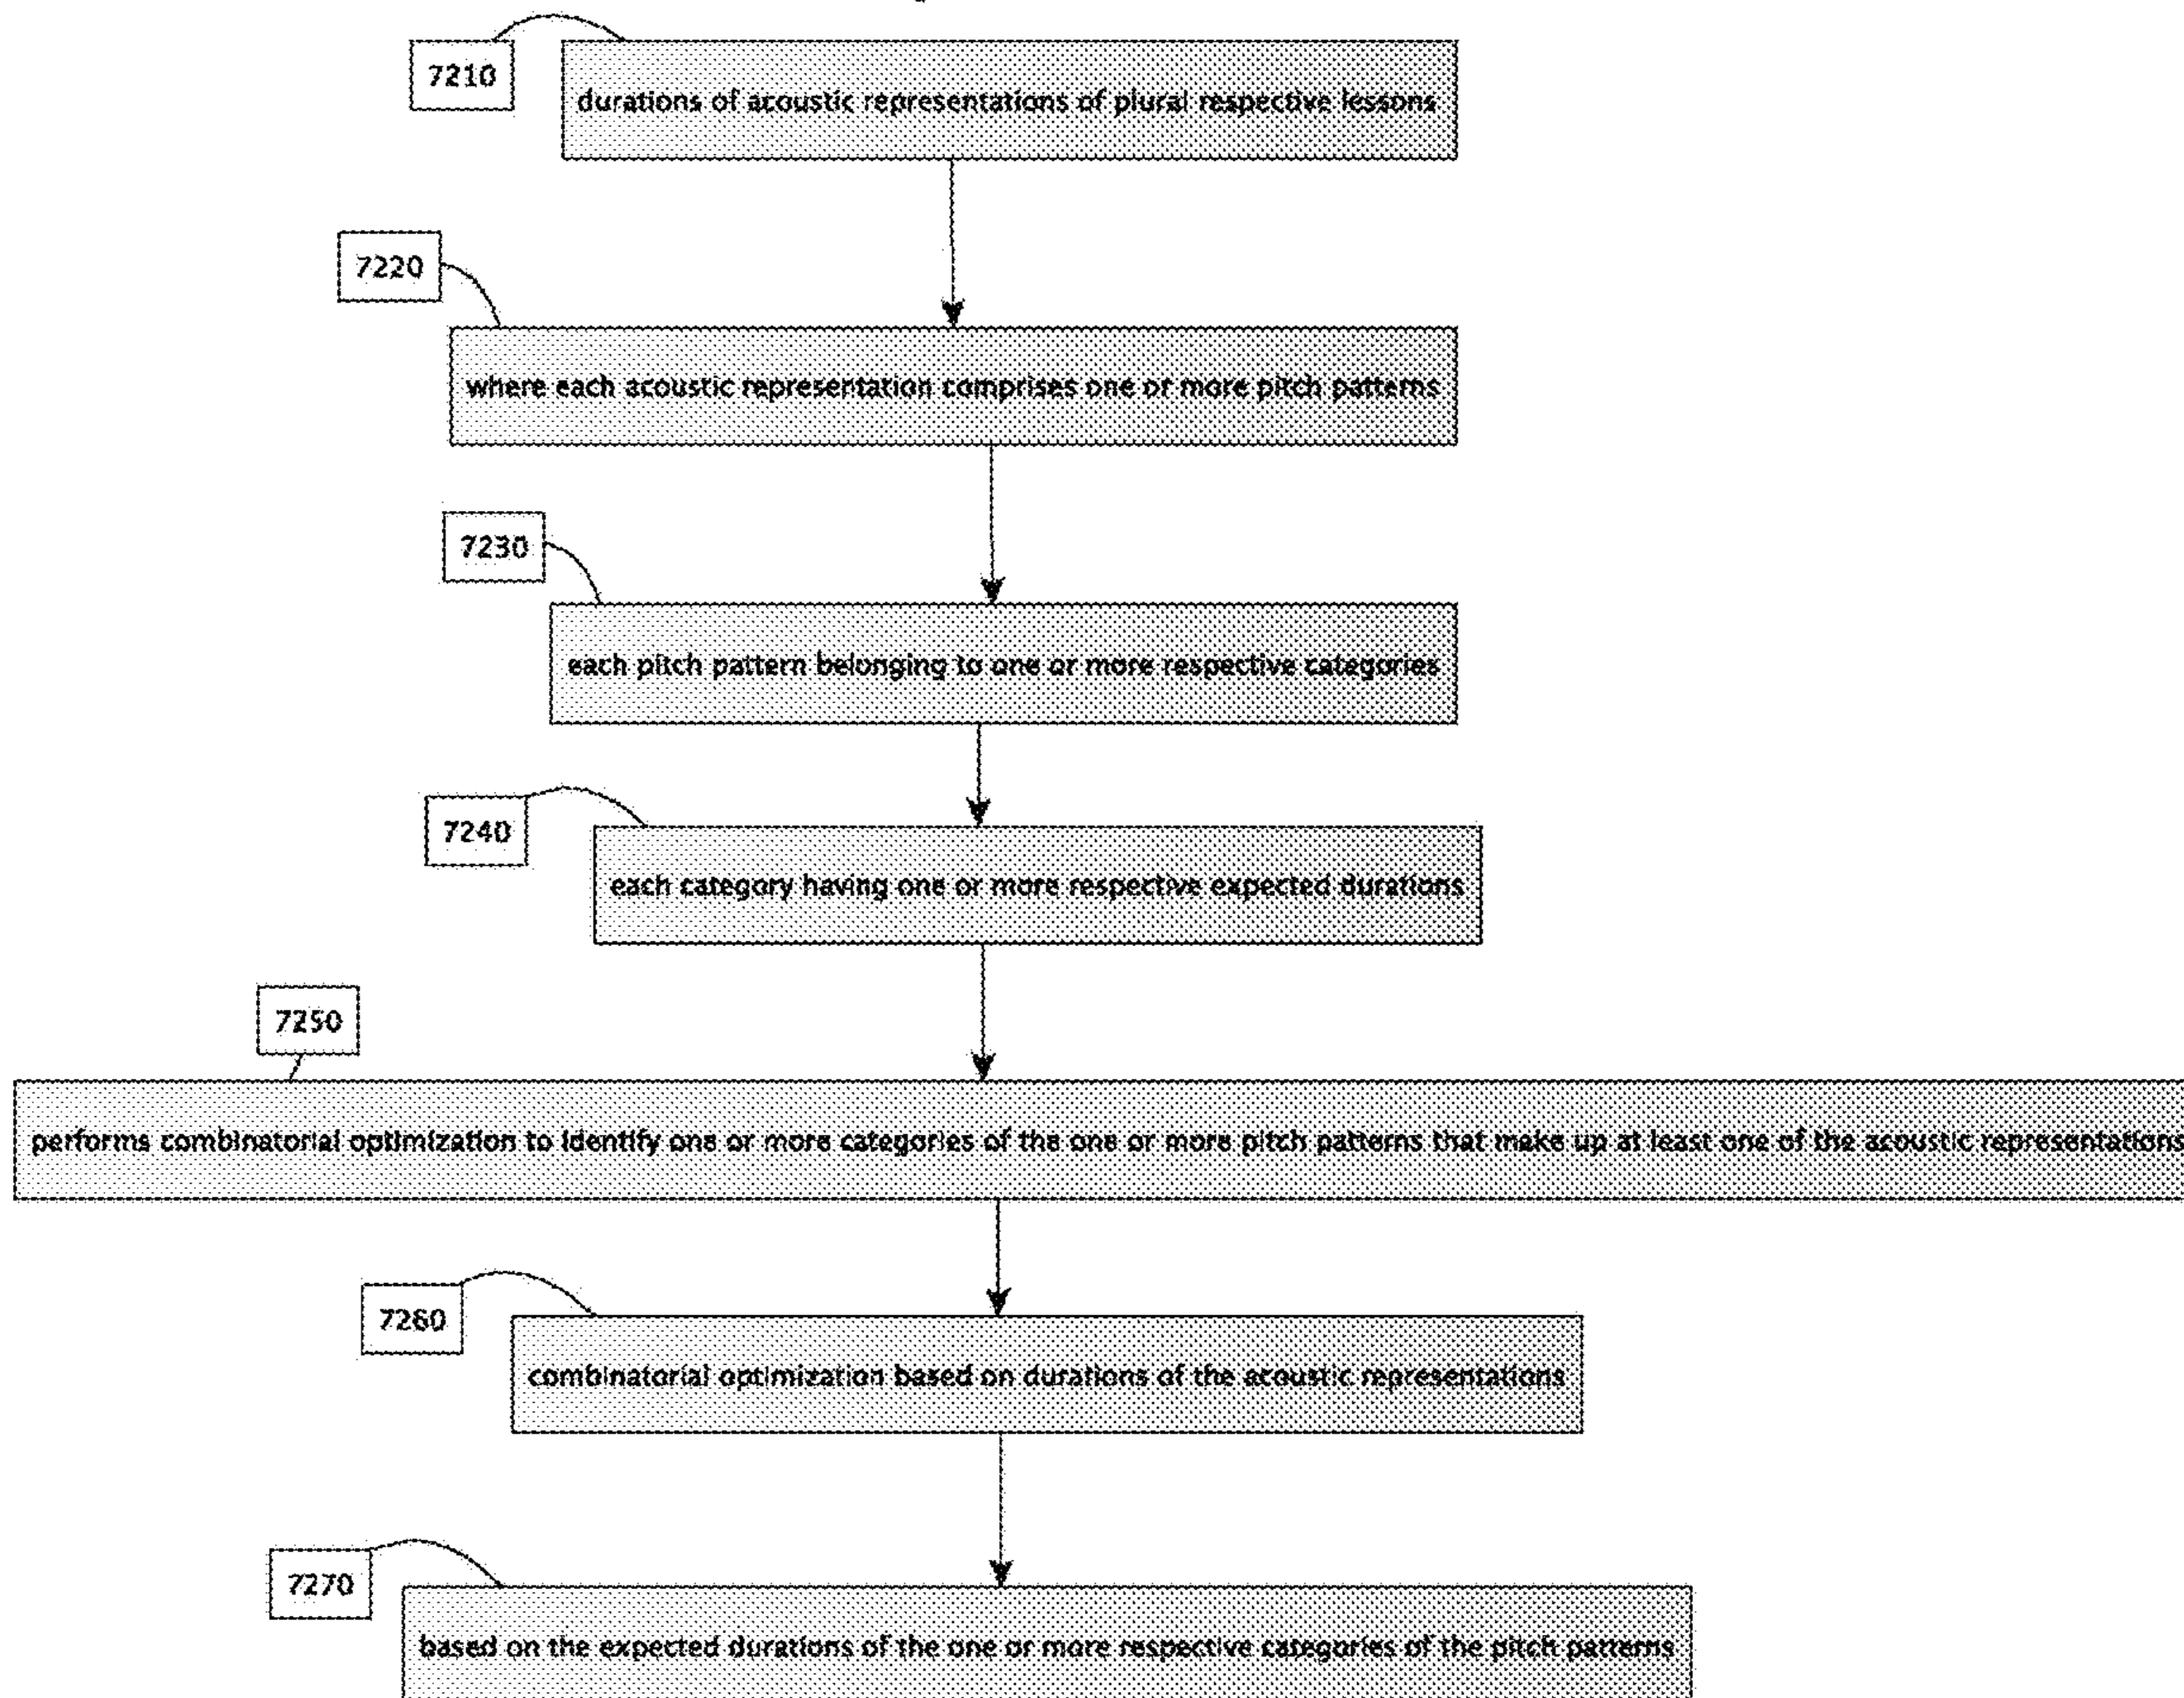 7210
durations of acoustic representations of plural respective lessons
7220
where each acoustic representation comprises one or more pitch patterns
7230
each pitch pattern belonging to one or more respective categories
7240
each category having one or more respective expected durations
7250
performs combinatorial optimization to identify one or more categories of the one or more pitch patterns that make up at least one of the acoustic representations
7260
combinatorial optimization based on durations of the acoustic representations
7270
based on the expected durations of the one or more respective categories of the pitch patterns